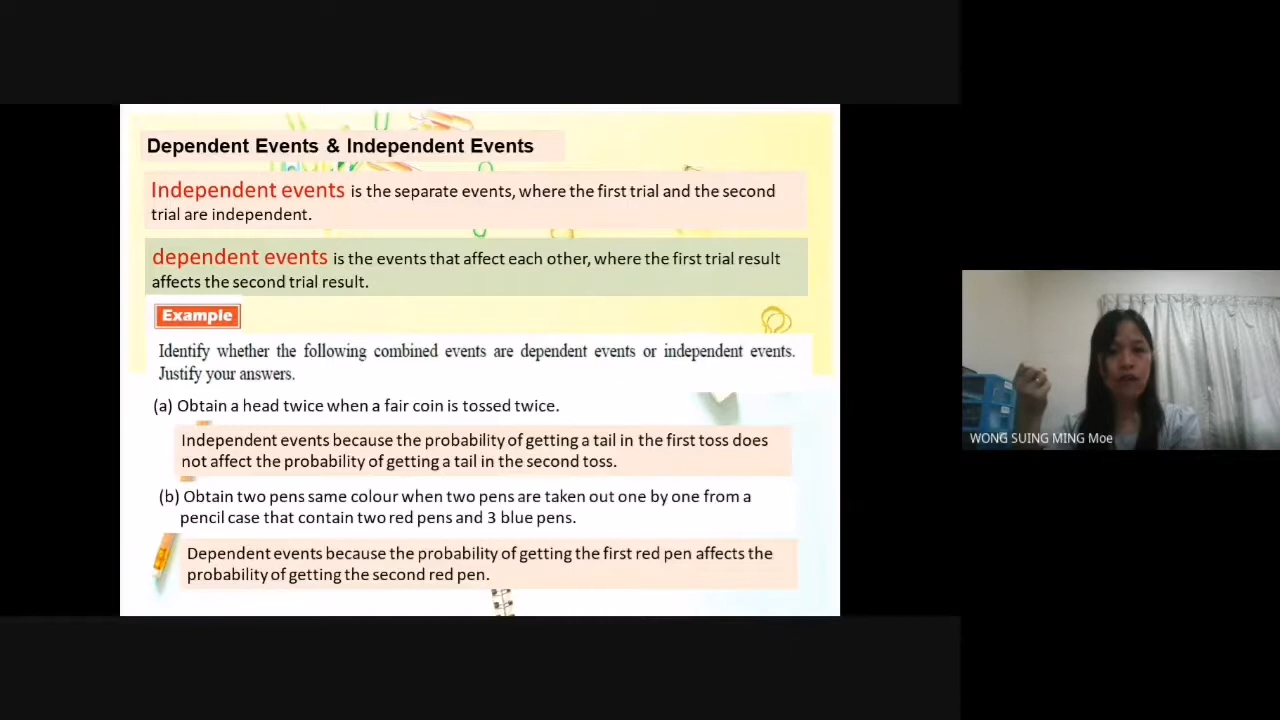 Dependent Events & Independent Events
Independent events is the separate events, where the first trial and the second
trial are independent.
dependent events is the events that affect each other, where the first trial result
affects the second trial result.
Example
Identify whether the following combined events are dependent events or independent events.
Justify your answers.
(a) Obtain a head twice when a fair coin is tossed twice.
Independent events because the probability of getting a tail in the first toss does
not affect the probability of getting a tail in the second toss.
(b) Obtain two pens same colour when two pens are taken out one by one from a
pencil case that contain two red pens and 3 blue pens.
Dependent events because the probability of getting the first red pen affects the
probability of getting the second red pen.
WONG SUING MING Moe